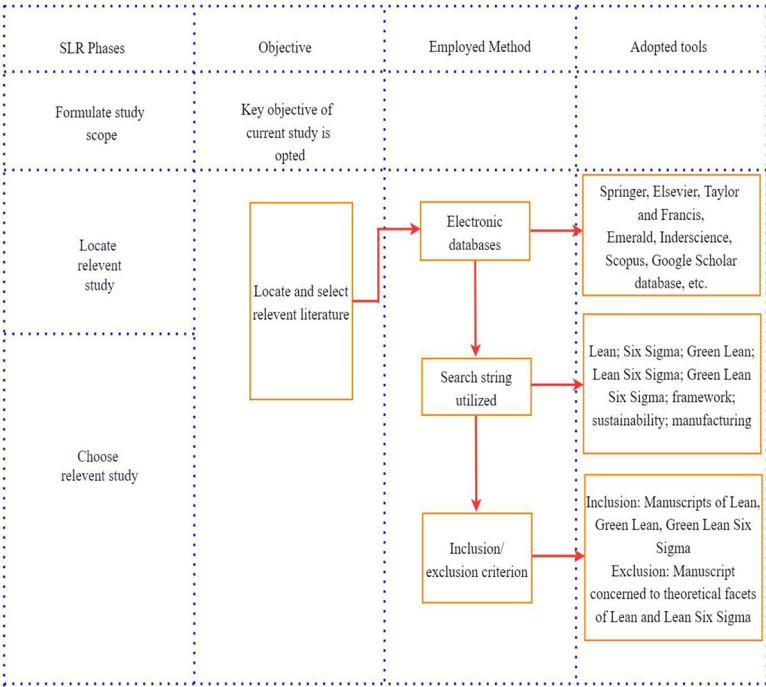 SLR Phases
Objective
Employed Method
Adopted tools
Formulate study
scope
Key objective of
current study is
opted
Locate
relevent
study
Locate and select
relevent literature
Electronic
databases
Springer, Elsevier, Taylor
and Francis,
Emerald, Inderscience,
Scopus, Google Scholar
database, etc.
Search string
utilized
Lean; Six Sigma; Green Lean;
Lean Six Sigma; Green Lean
Six Sigma; framework;
sustainability; manufacturing
Choose
relevent study
Inclusion/
exclusion criterion
Inclusion: Manuscripts of Lean,
Green Lean, Green Lean Six
Sigma
Exclusion: Manuscript
concerned to theoretical facets
of Lean and Lean Six Sigma